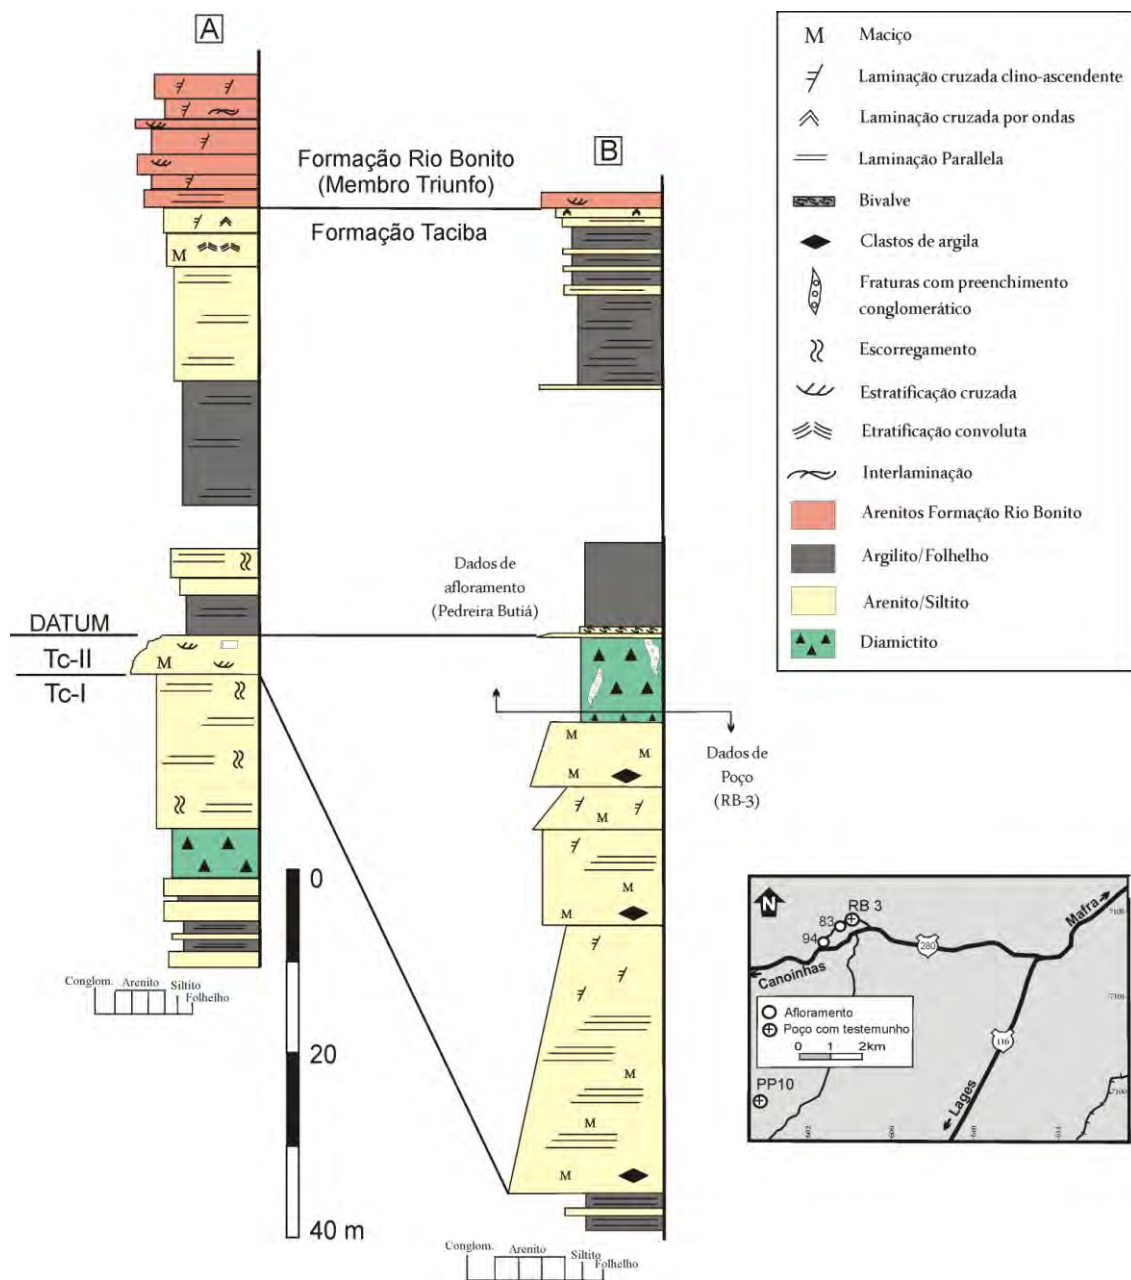 A
Formação Rio Bonito
(Membro Triunfo)
Formação Taciba
B
M
DATUM
Tc-II
Tc-I
M
Dados de
afloramento
(Pedreira Butiá)
Dados de
Poço
(RB-3)
M
M
M
M
M
M
M
M
M
0
20
40 m
Conglom. Arenito Siltito
Folhelho
Conglom. Arenito Siltito
Folhelho
M Maciço
Laminação cruzada clino-ascendente
Laminação cruzada por ondas
Laminação Parallela
Bivalve
Clastos de argila
Fraturas com preenchimento
conglomerático
Escorregamento
Estratificação cruzada
Etratificação convoluta
Interlaminação
Arenitos Formação Rio Bonito
Argilito/Folhelho
Arenito/Siltito
Diamictito
N
RB 3
83
94
280
Mafra
Canoinhas
Afloramento
Poço com testemunho
0 1 2km
116
PP10
Lages